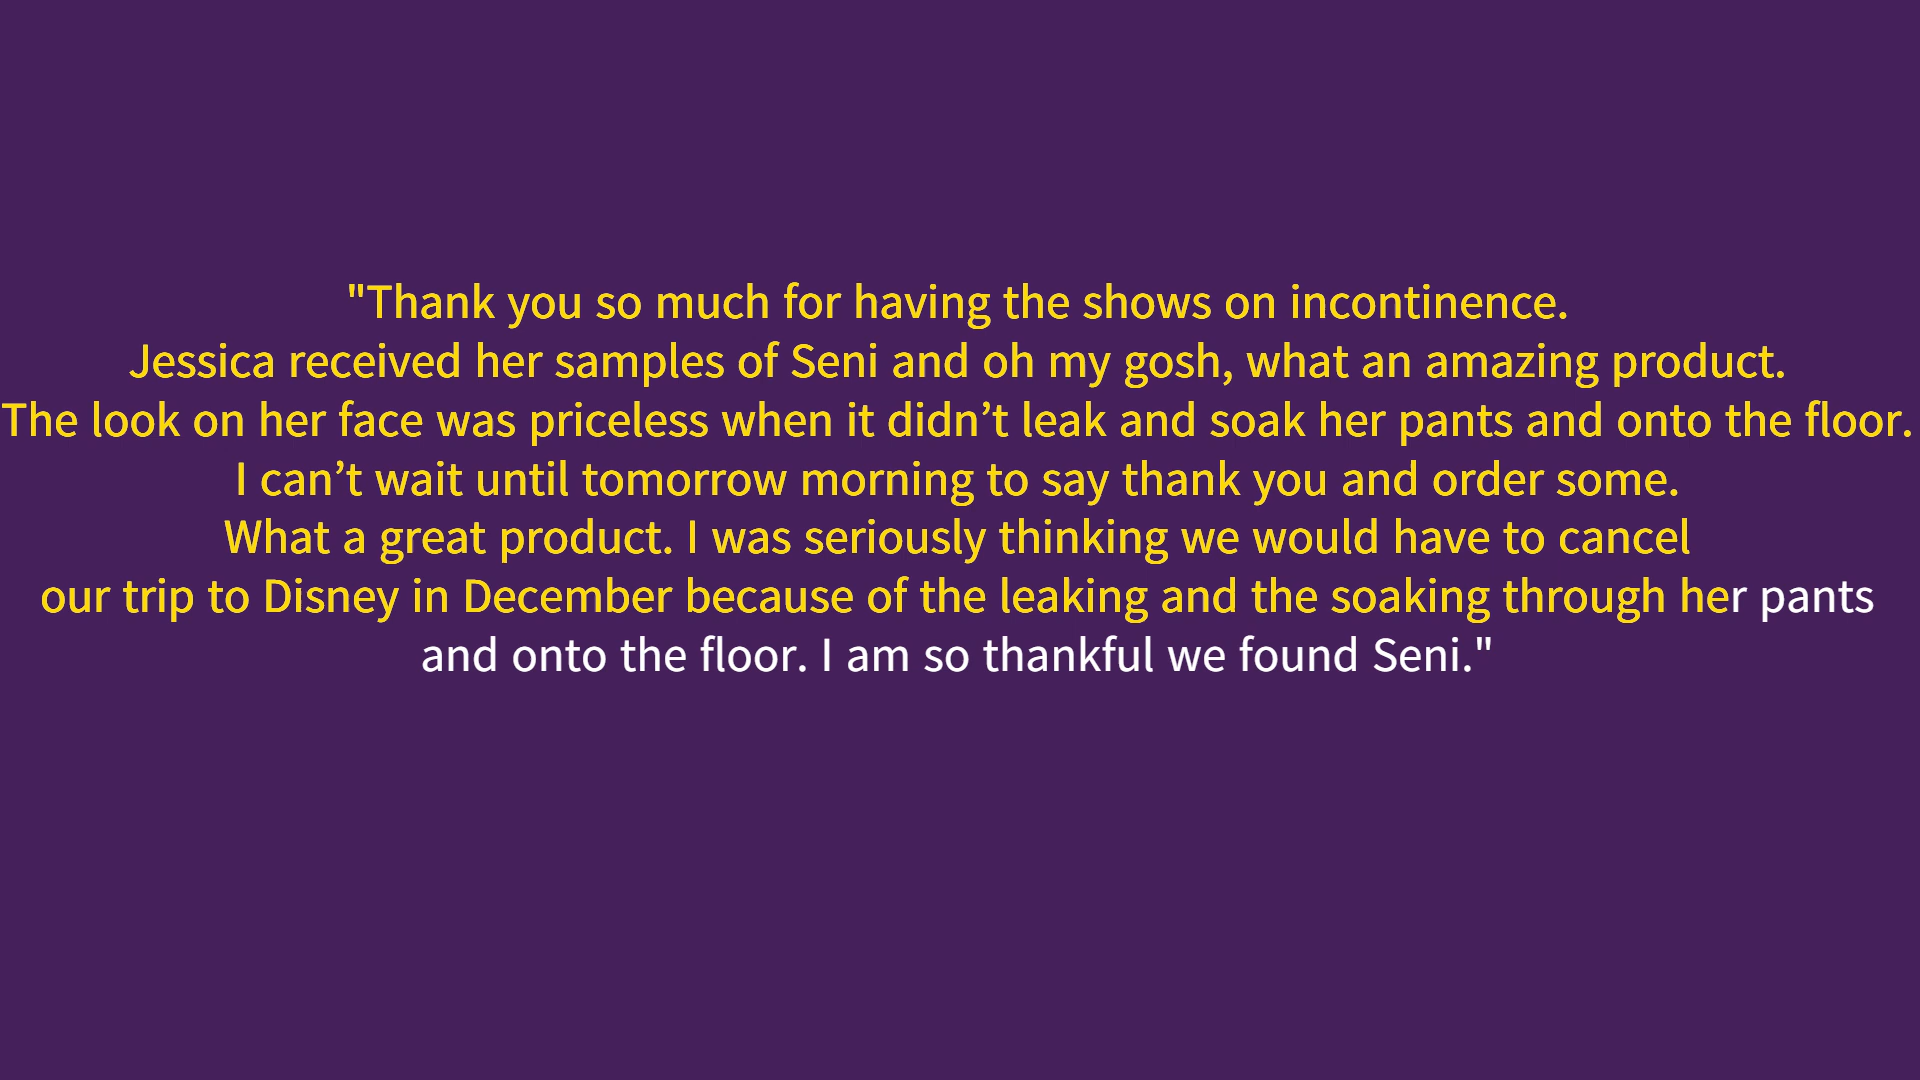 "Thank you so much for having the shows on incontinence.
Jessica received her samples of Seni and oh my gosh, what an amazing product.
The look on her face was priceless when it didn’t leak and soak her pants and onto the floor.
I can’t wait until tomorrow morning to say thank you and order some.
What a great product. I was seriously thinking we would have to cancel
our trip to Disney in December because of the leaking and the soaking through her pants
and onto the floor. I am so thankful we found Seni."